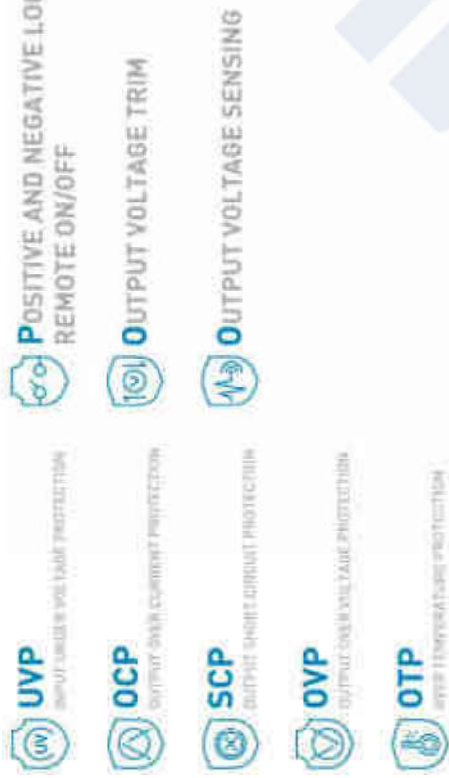 UVP
INPUT UNDER VOLTAGE PROTECTION
OCP
OUTPUT OVER CURRENT PROTECTION
SCP
OUTPUT SHORT CIRCUIT PROTECTION
OVP
OUTPUT OVER VOLTAGE PROTECTION
OTP
OVER TEMPERATURE PROTECTION
POSITIVE AND NEGATIVE
REMOTE ON/OFF
OUTPUT VOLTAGE TRIM
OUTPUT VOLTAGE SENSING
UV